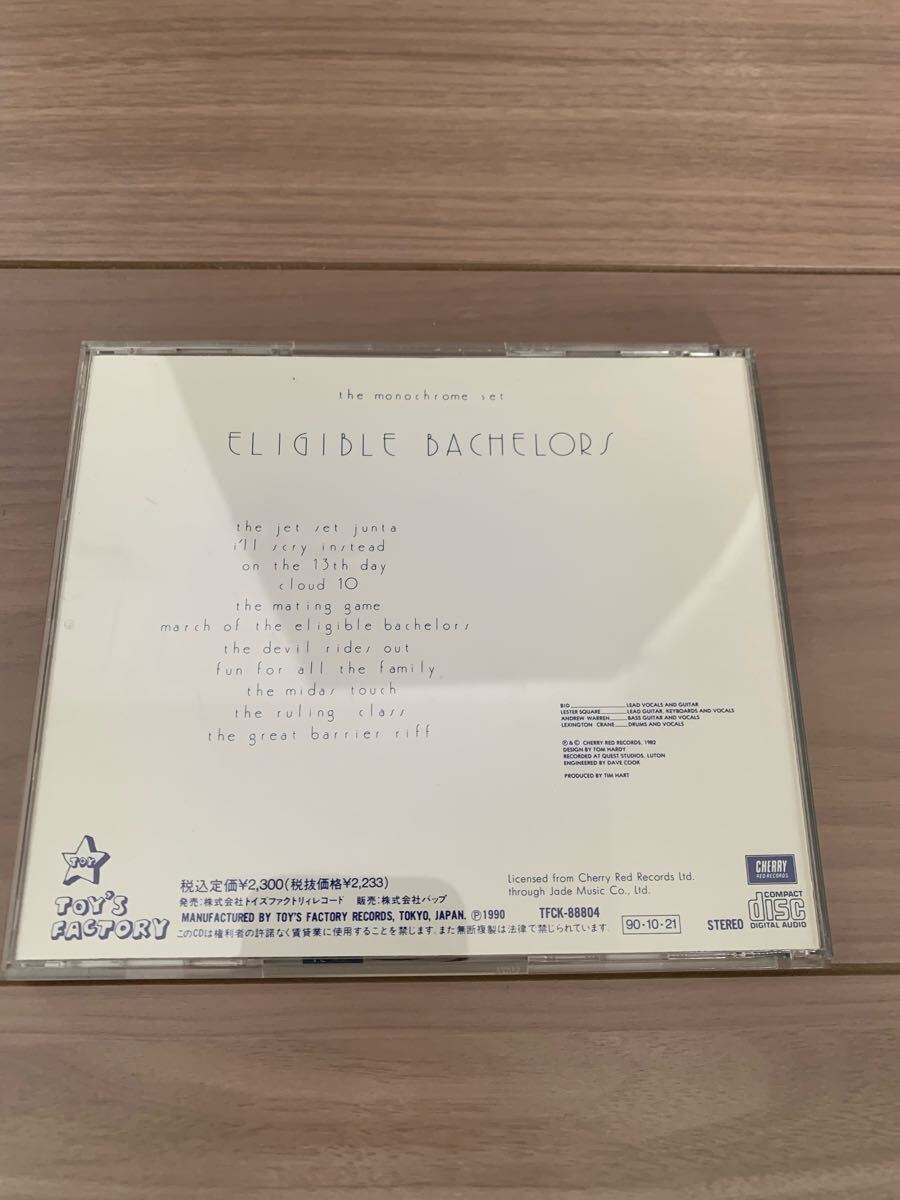 the monochrome set
ELIGIBLE BACHELORS
the jet set junta
i'll scry instead
on the 13th day
cloud 10
the mating game
march of the eligible bachelors
the devil rides out
fun for all the family
the midas touch
the ruling class
the great barrier riff
BID LEAD VOCALS AND GUITAR
LESTER SQUARE LEAD GUITAR, KEYBOARDS AND VOCALS
ANDREW WARREN BASS GUITAR AND VOCALS
LEXINGTON CRANE DRUMS AND VOCALS
Ⓟ & © CHERRY RED RECORDS, 1982
DESIGN BY TOM HARDY
RECORDED AT QUEST STUDIOS, LUTON
ENGINEERED BY DAVE COOK
PRODUCED BY TIM HART
TOY
TOY'S
FACTORY
税込定価¥2,300(税抜価格¥2,233)
発売:株式会社トイズファクトリィレコード 販売:株式会社バップ
MANUFACTURED BY TOY'S FACTORY RECORDS, TOKYO, JAPAN. Ⓟ1990 TFCK-88804
このCDは権利者の許諾なく賃貸業に使用することを禁じます。また無断複製は法律で禁じられています。
90·10·21
Licensed from Cherry Red Records Ltd.
through Jade Music Co., Ltd.
CHERRY
RED RECORDS
STEREO
COMPACT
disc
DIGITAL AUDIO